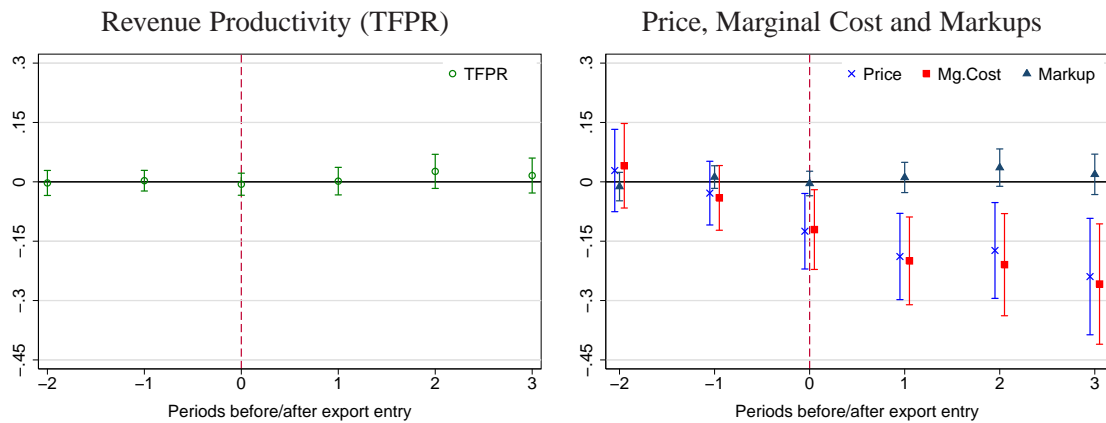 Revenue Productivity (TFPR)
.3
.15
0
−.15
−.3
−.45
TFPR
−2 −1 0 1 2 3
Periods before/after export entry
Price, Marginal Cost and Markups
.3
.15
0
−.15
−.3
−.45
Price Mg.Cost Markup
−2 −1 0 1 2 3
Periods before/after export entry